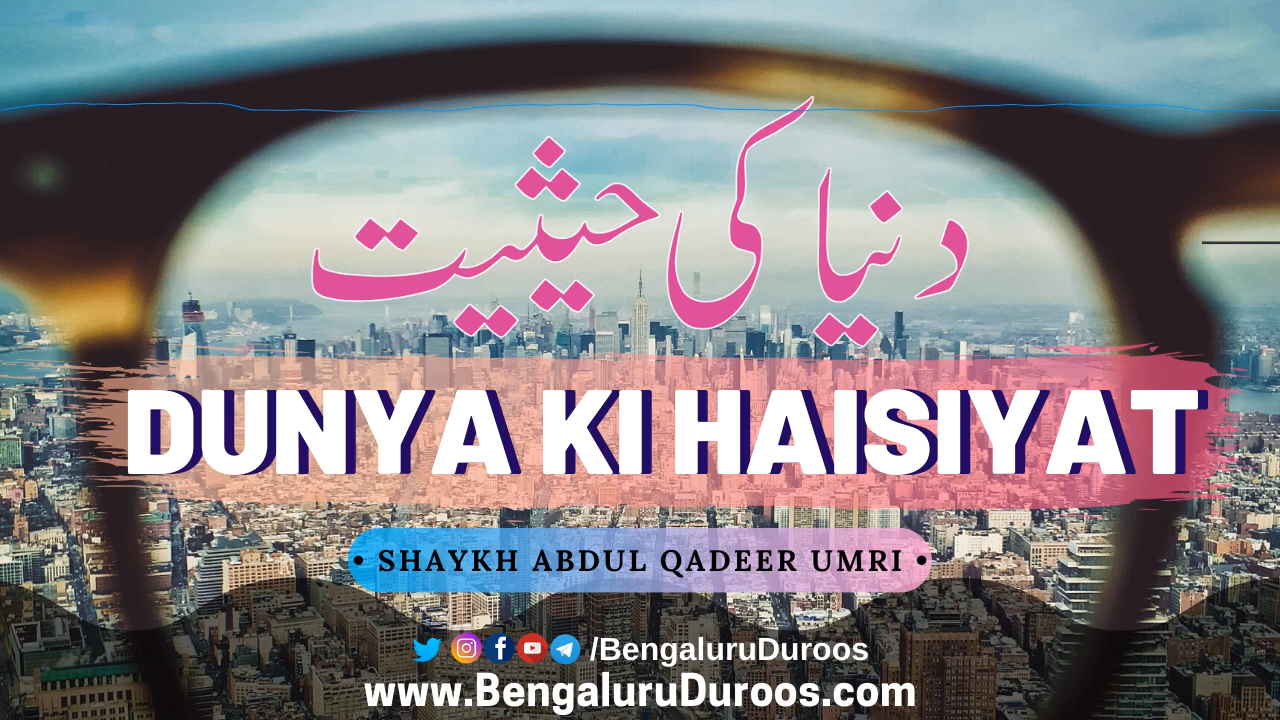 دنیا کی حیثیت
DUNYA KI HAISIYAT
• SHAYKH ABDUL QADEER UMRI •
/BengaluruDuroos
www.BengaluruDuroos.com